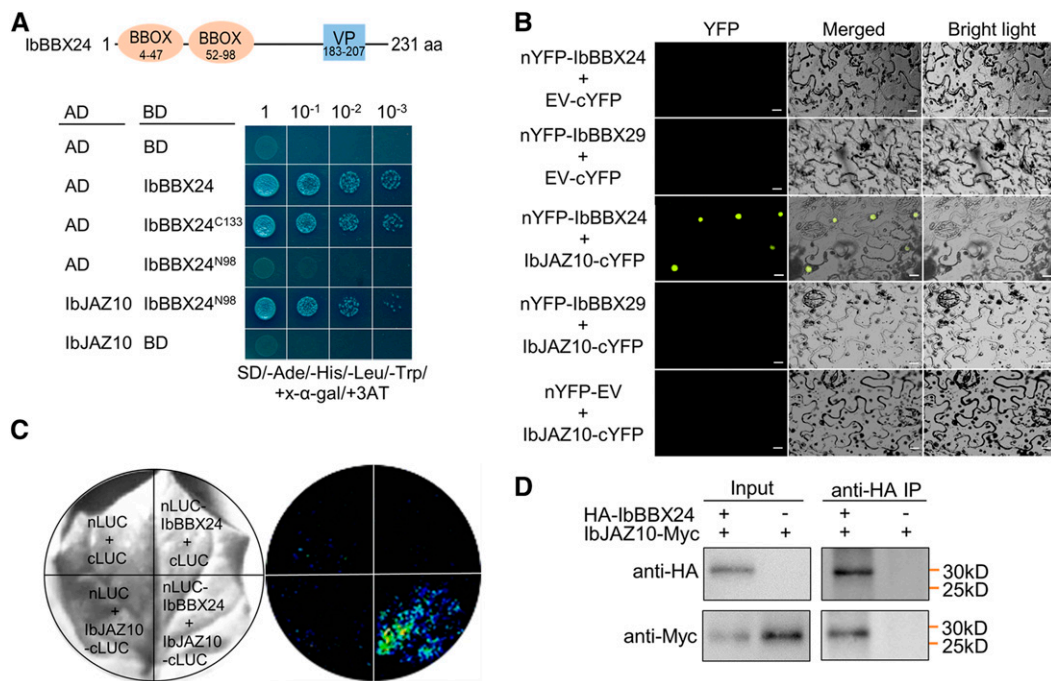 A
IbBBX24 1 BBOX 4-47 BBOX 52-98 VP 183-207 231 aa
AD BD 1 10⁻¹ 10⁻² 10⁻³
AD BD
AD IbBBX24
AD IbBBX24ᶜ¹³³
AD IbBBX24ᴺ⁹⁸
IbJAZ10 IbBBX24ᴺ⁹⁸
IbJAZ10 BD
SD/-Ade/-His/-Leu/-Trp/
+x-α-gal/+3AT
B
YFP Merged Bright light
nYFP-IbBBX24
+
EV-cYFP
nYFP-IbBBX29
+
EV-cYFP
nYFP-IbBBX24
+
IbJAZ10-cYFP
nYFP-IbBBX29
+
IbJAZ10-cYFP
nYFP-EV
+
IbJAZ10-cYFP
C
nLUC
+
cLUC
nLUC-
IbBBX24
+
cLUC
nLUC
+
IbJAZ10
-cLUC
nLUC-
IbBBX24
+
IbJAZ10
-cLUC
D
Input anti-HA IP
HA-IbBBX24 + - + -
IbJAZ10-Myc + + + +
anti-HA
30kD
25kD
anti-Myc
30kD
25kD